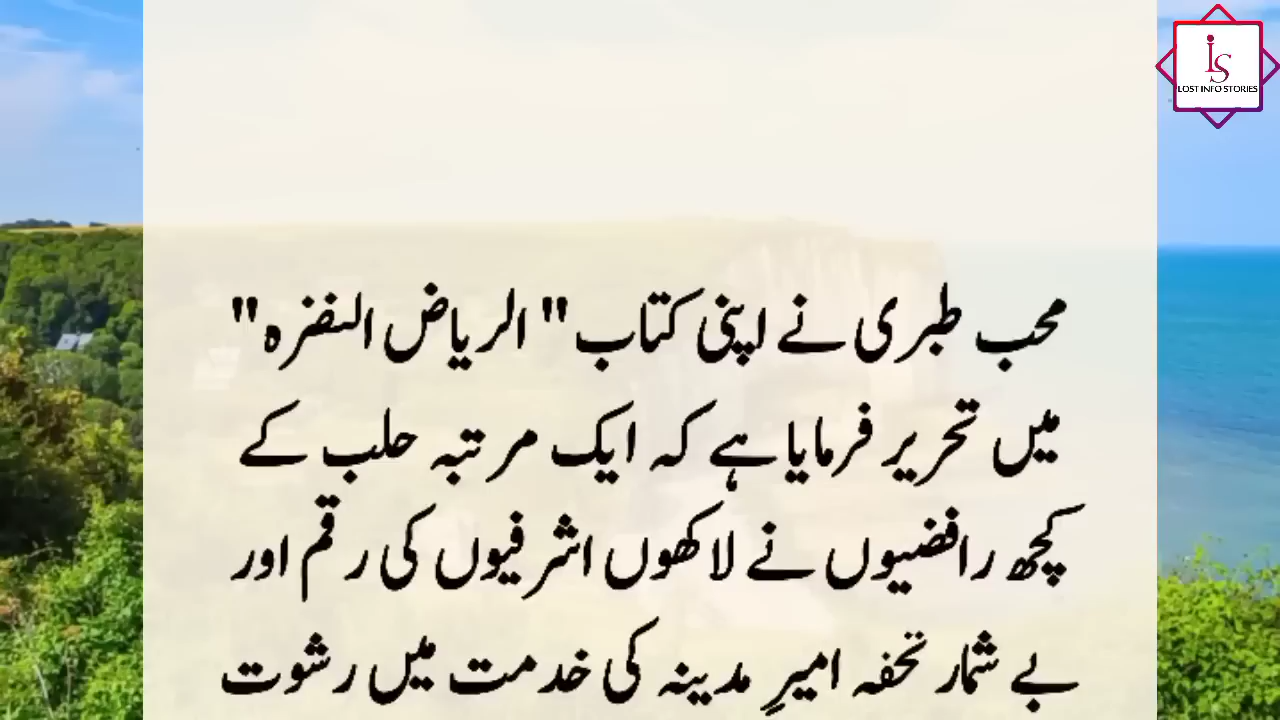 محب طبری نے اپنی کتاب "الریاض النضرہ"
میں تحریر فرمایا ہے کہ ایک مرتبہ حلب کے
کچھ رافضیوں نے لاکھوں اشرفیوں کی رقم اور
بے شمار تحفہ امیرِ مدینہ کی خدمت میں رشوت
iS
LOST INFO STORIES